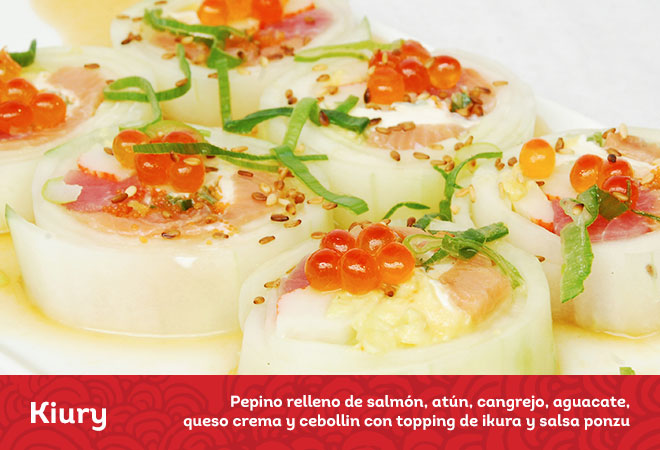 Kiury
Pepino relleno de salmón, atún, cangrejo, aguacate,
queso crema y cebollin con topping de ikura y salsa ponzu